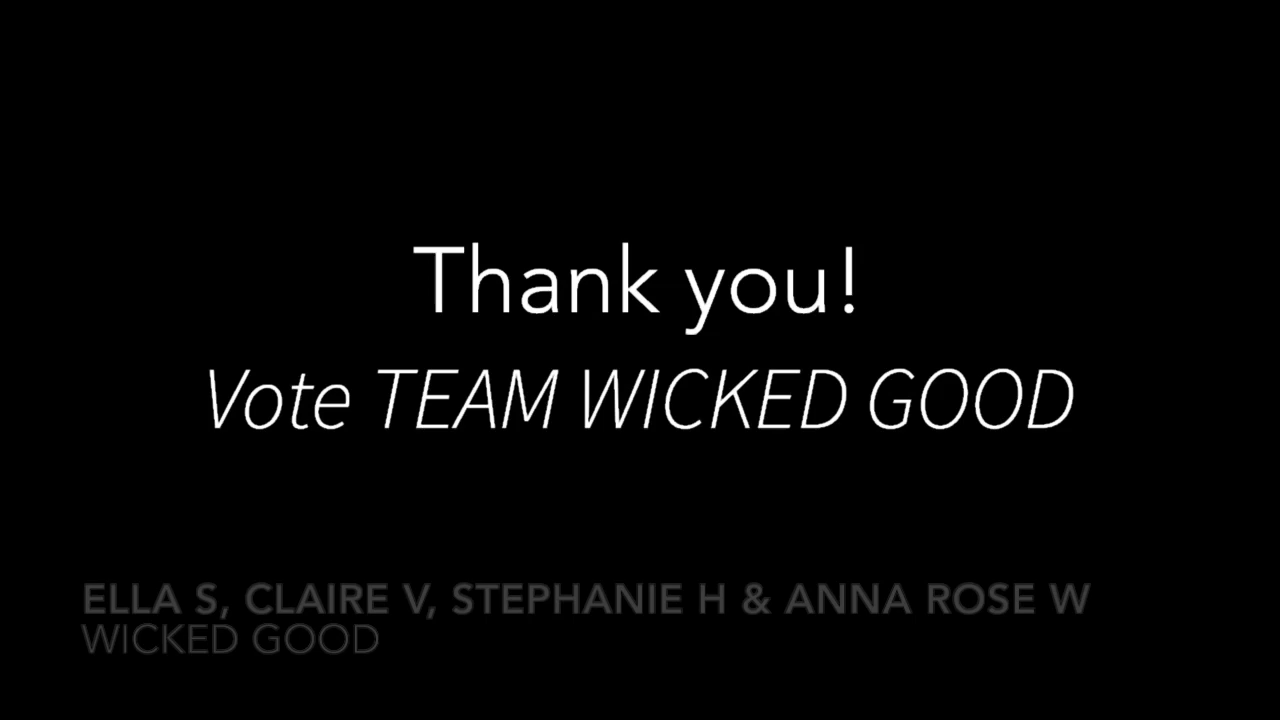 Thank you!
Vote TEAM WICKED GOOD
ELLA S, CLAIRE V, STEPHANIE H & ANNA ROSE W
WICKED GOOD